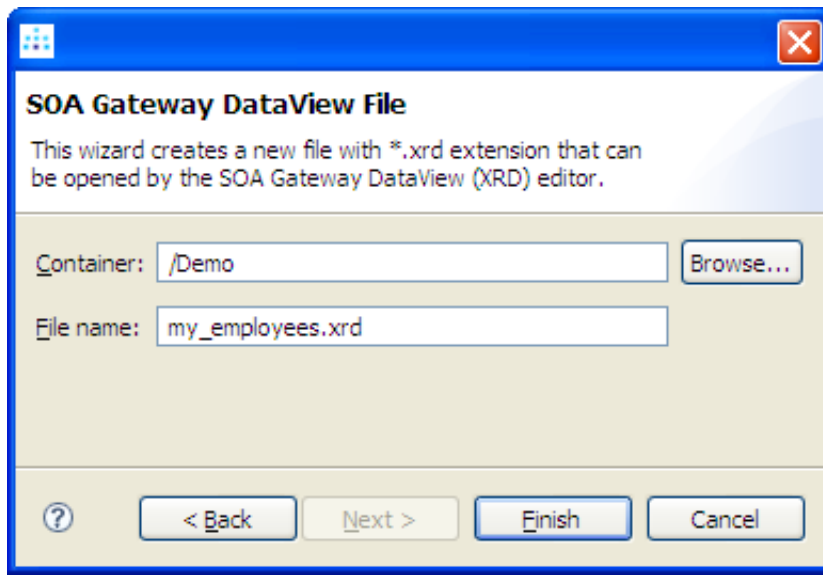 SOA Gateway DataView File
This wizard creates a new file with *.xrd extension that can
be opened by the SOA Gateway DataView (XRD) editor.
Container: /Demo Browse...
File name: my_employees.xrd
? < Back Next > Finish Cancel